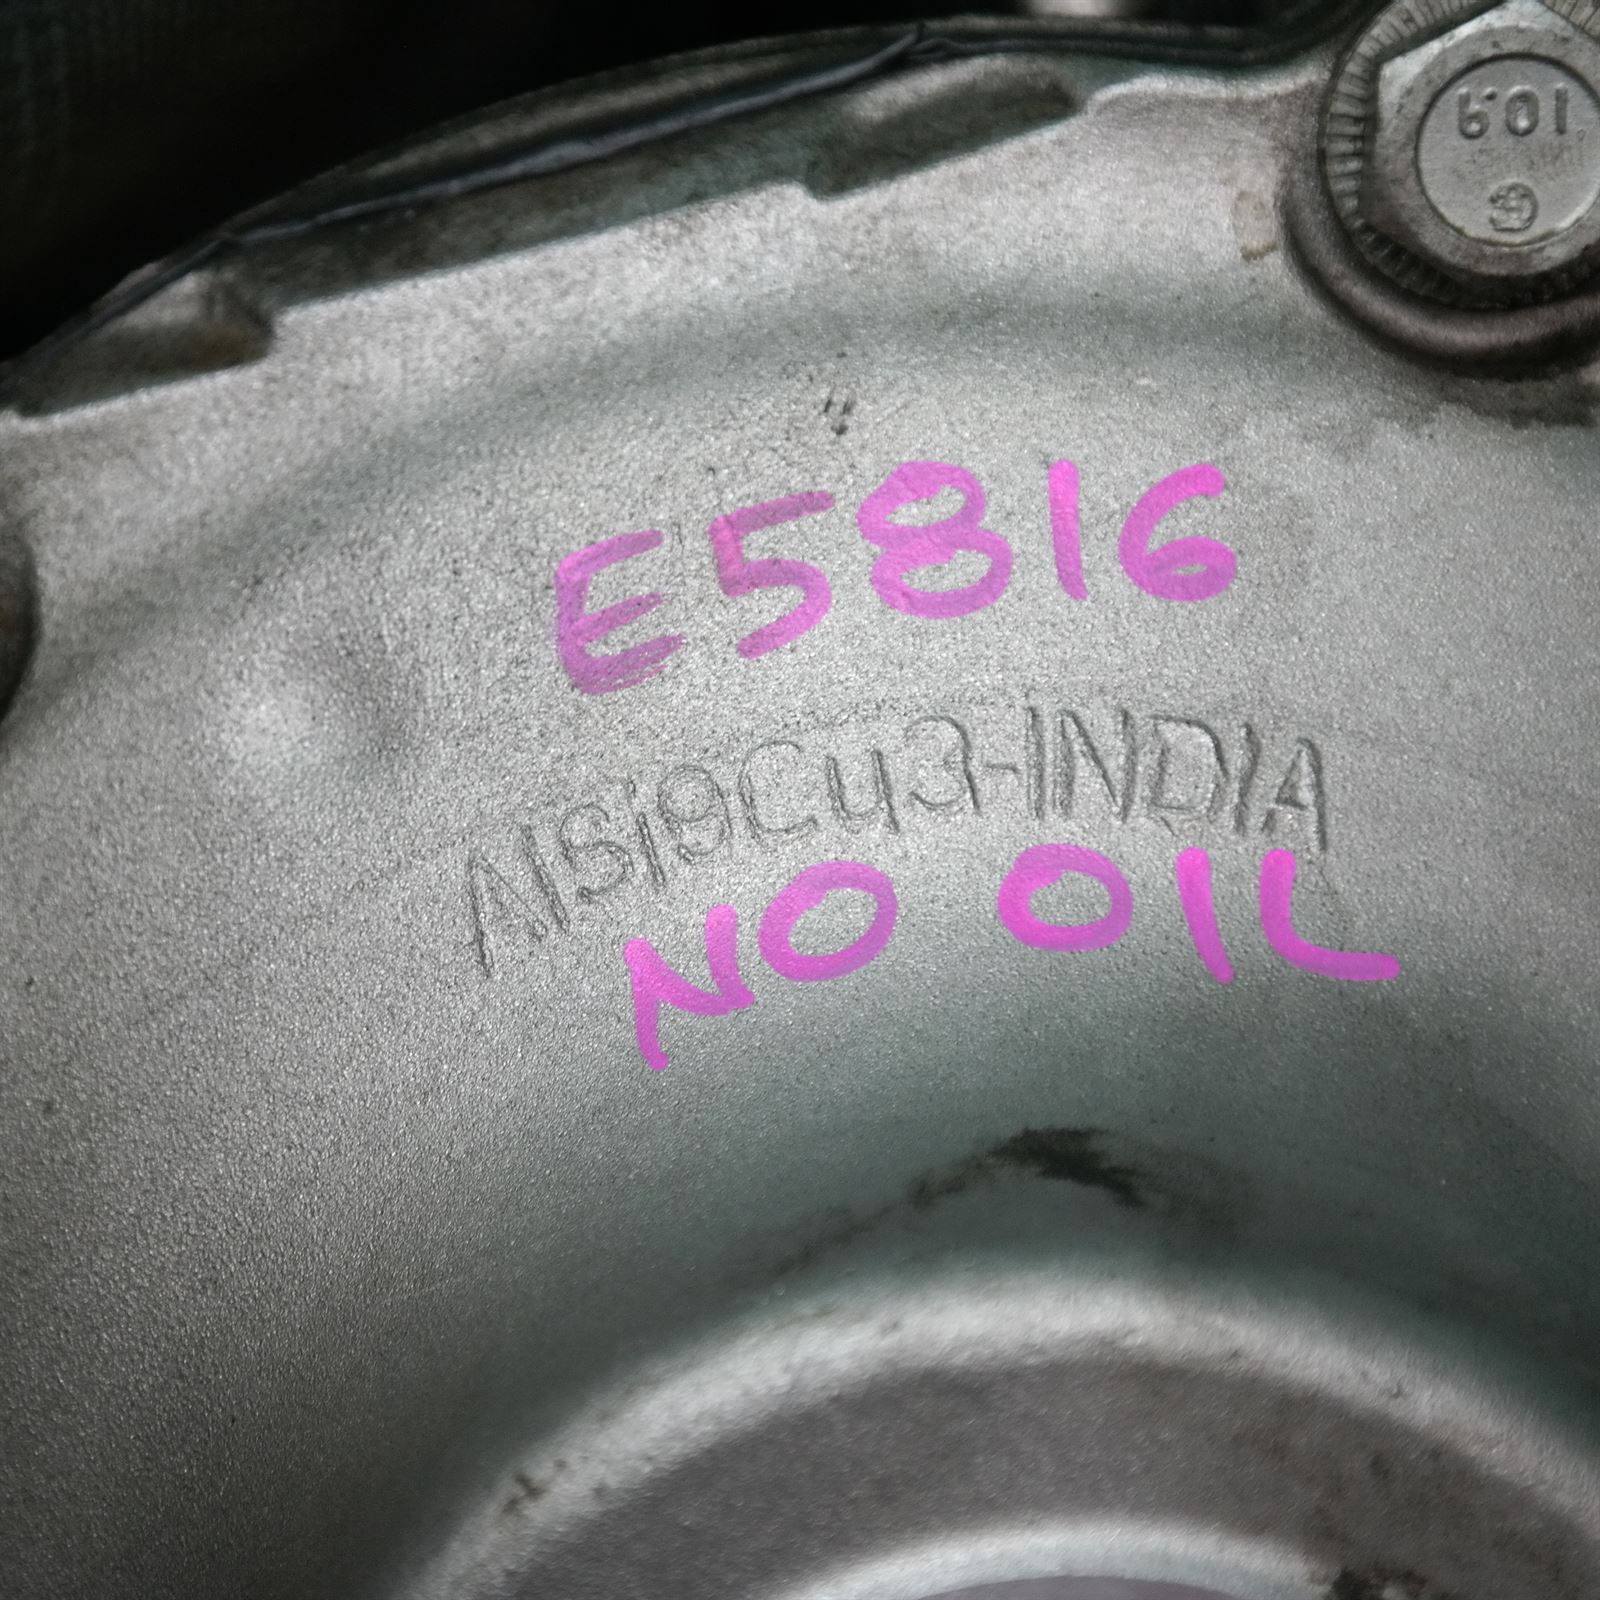 10.9
E5816
AlSi9Cu3-INDIA
NO OIL